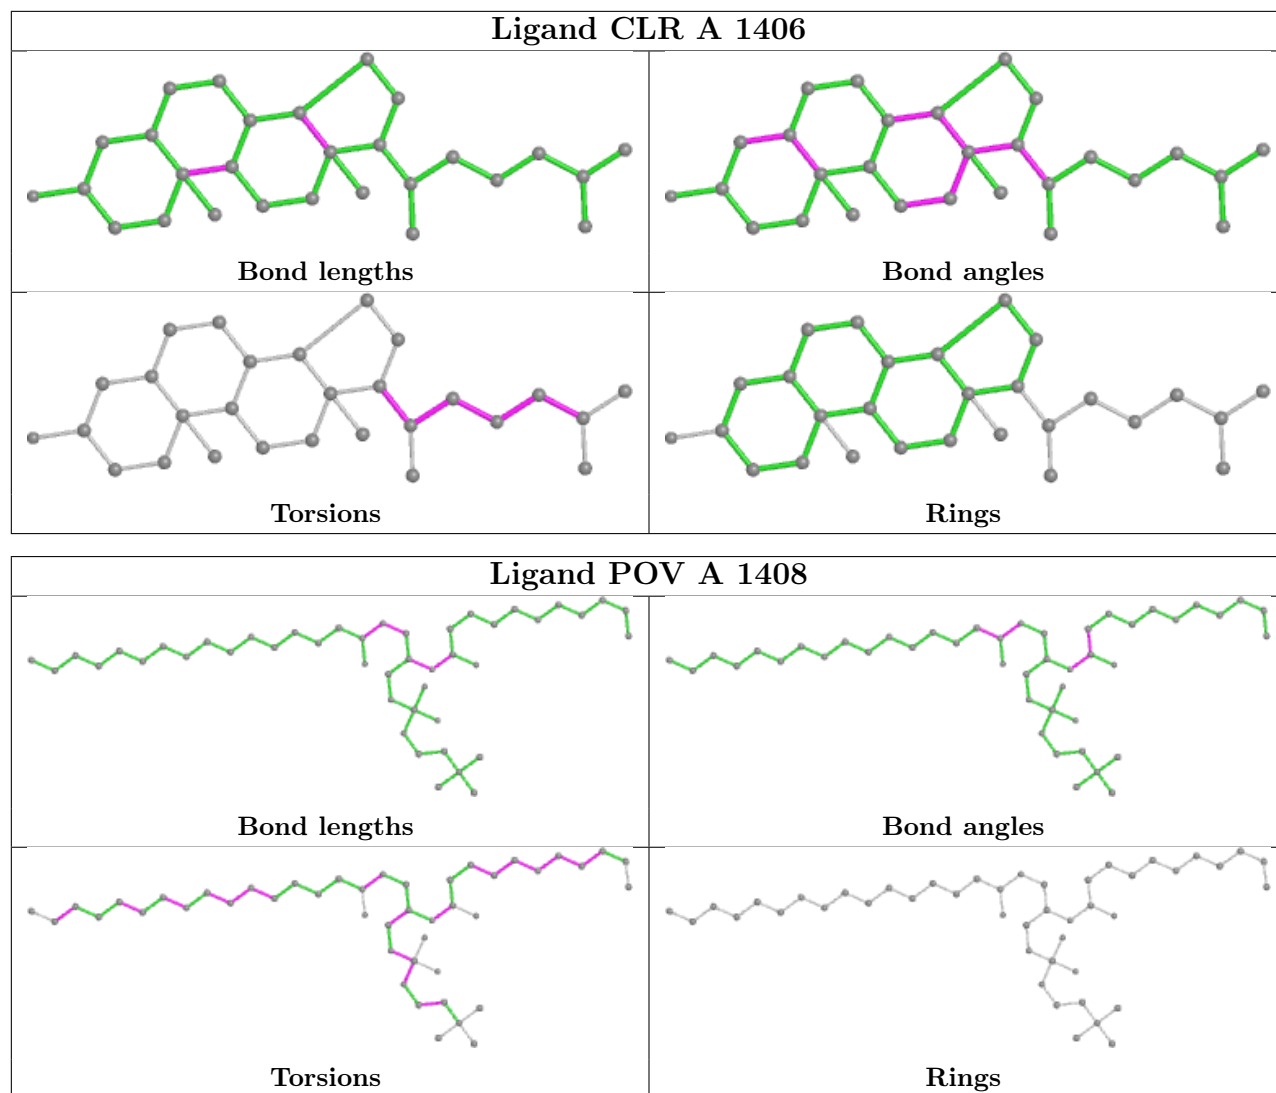 Ligand CLR A 1406
Bond lengths
Bond angles
Torsions
Rings
Ligand POV A 1408
Bond lengths
Bond angles
Torsions
Rings